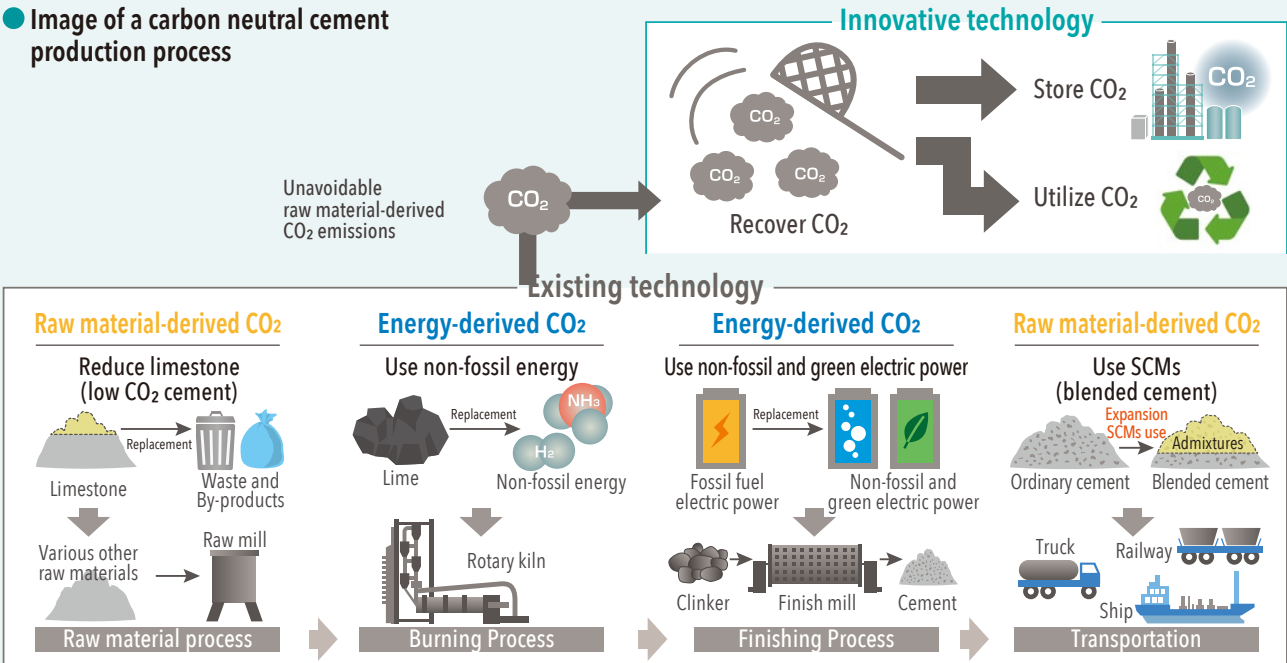 Image of a carbon neutral cement
production process
Innovative technology
CO₂
CO₂
CO₂
Recover CO₂
Store CO₂
CO₂
Utilize CO₂
CO₂
Unavoidable
raw material-derived
CO₂ emissions
CO₂
Existing technology
Raw material-derived CO₂
Reduce limestone
(low CO₂ cement)
Replacement
Limestone
Waste and
By-products
Various other
raw materials
Raw mill
Raw material process
Energy-derived CO₂
Use non-fossil energy
Replacement
NH₃
H₂
Lime
Non-fossil energy
Rotary kiln
Burning Process
Energy-derived CO₂
Use non-fossil and green electric power
Replacement
Fossil fuel
electric power
Non-fossil and
green electric power
Clinker
Finish mill
Cement
Finishing Process
Raw material-derived CO₂
Use SCMs
(blended cement)
Expansion
SCMs use
Admixtures
Ordinary cement
Blended cement
Truck
Railway
Ship
Transportation